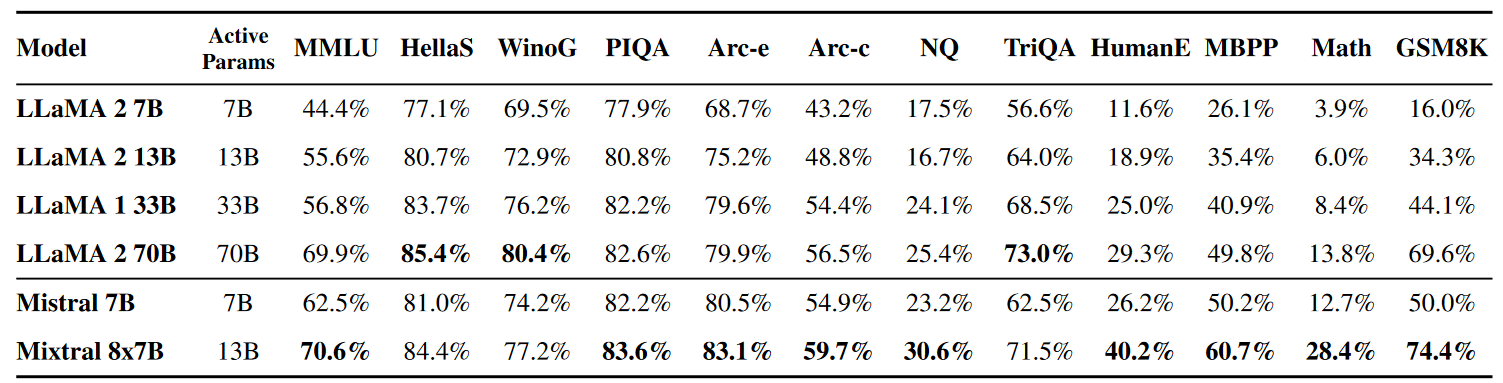 Model Active Params MMLU HellaS WinoG PIQA Arc-e Arc-c NQ TriQA HumanE MBPP Math GSM8K
LLaMA 2 7B 7B 44.4% 77.1% 69.5% 77.9% 68.7% 43.2% 17.5% 56.6% 11.6% 26.1% 3.9% 16.0%
LLaMA 2 13B 13B 55.6% 80.7% 72.9% 80.8% 75.2% 48.8% 16.7% 64.0% 18.9% 35.4% 6.0% 34.3%
LLaMA 1 33B 33B 56.8% 83.7% 76.2% 82.2% 79.6% 54.4% 24.1% 68.5% 25.0% 40.9% 8.4% 44.1%
LLaMA 2 70B 70B 69.9% 85.4% 80.4% 82.6% 79.9% 56.5% 25.4% 73.0% 29.3% 49.8% 13.8% 69.6%
Mistral 7B 7B 62.5% 81.0% 74.2% 82.2% 80.5% 54.9% 23.2% 62.5% 26.2% 50.2% 12.7% 50.0%
Mixtral 8x7B 13B 70.6% 84.4% 77.2% 83.6% 83.1% 59.7% 30.6% 71.5% 40.2% 60.7% 28.4% 74.4%